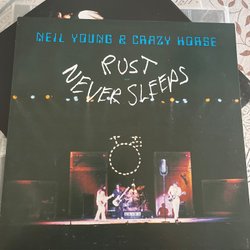 NEIL YOUNG & CRAZY HORSE
RUST
NEVER SLEEPS